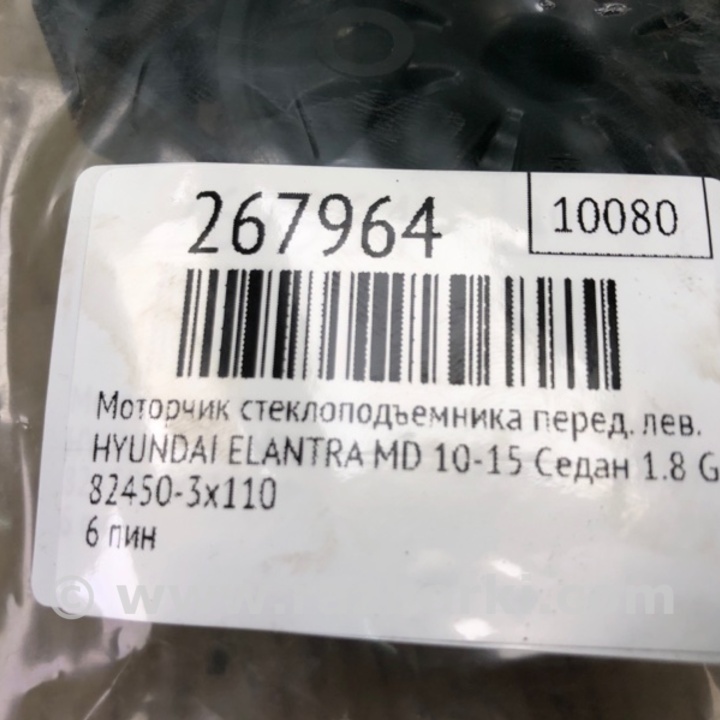 267964
10080
Моторчик стеклоподъемника перед. лев.
HYUNDAI ELANTRA MD 10-15 Седан 1.8 G
82450-3x110
6 пин